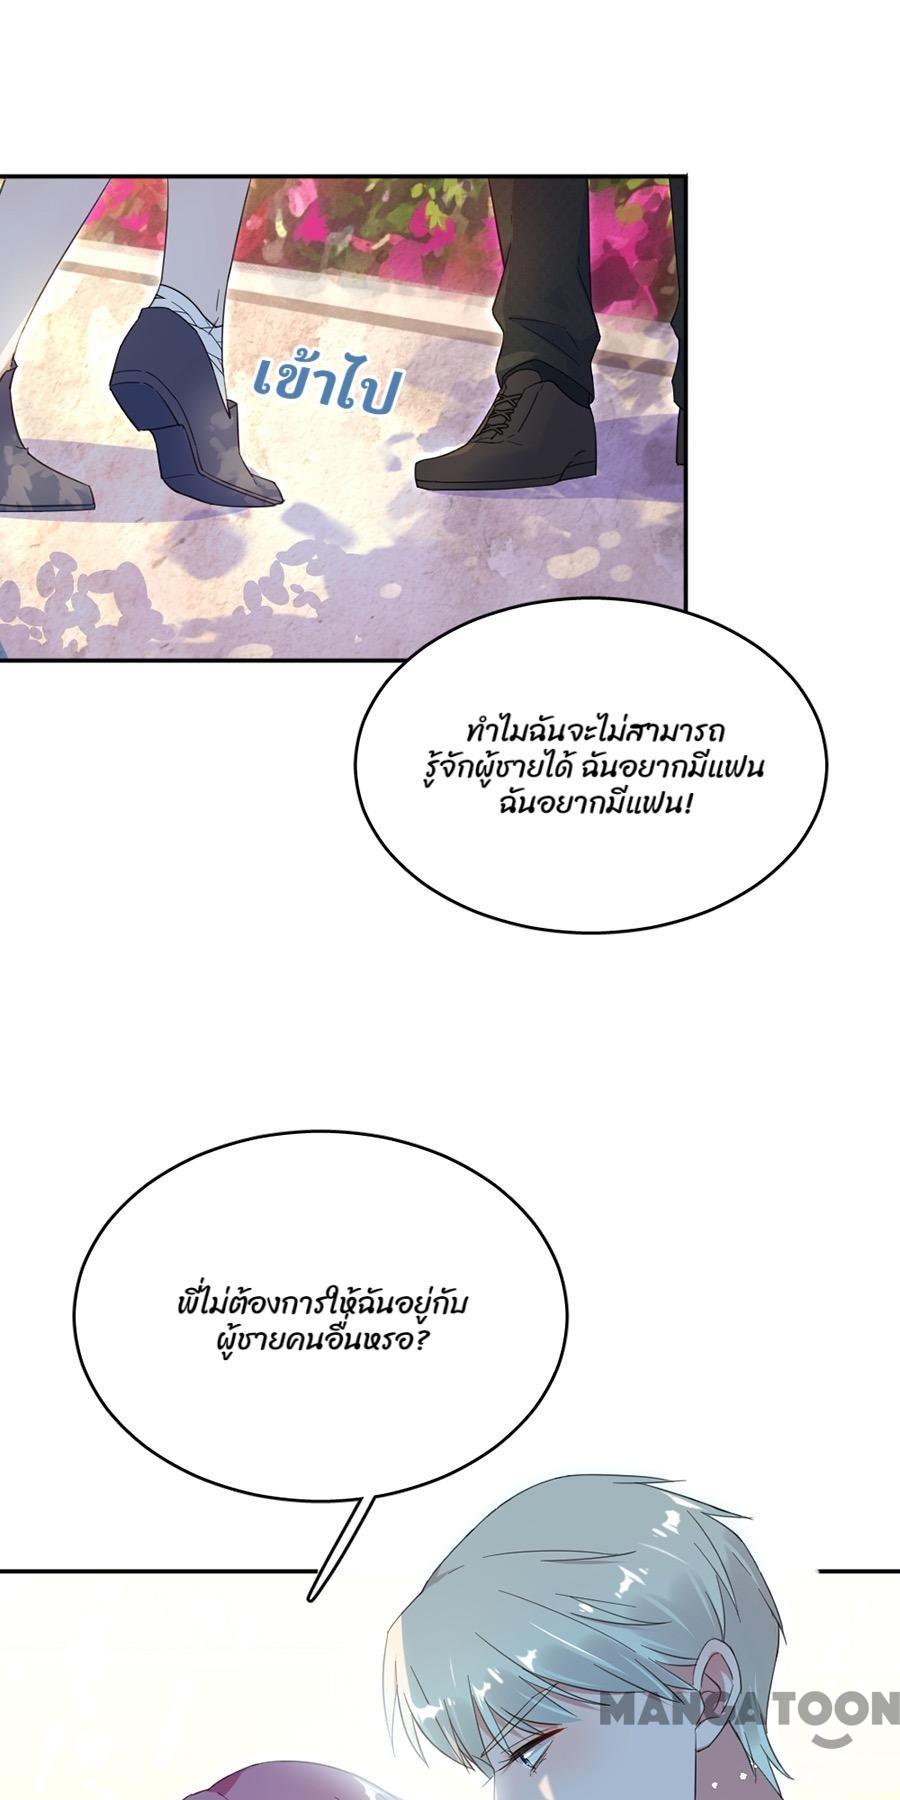 เข้าไป
ทำไมฉันจะไม่สามารถ
รู้จักผู้ชายได้ ฉันอยากมีแฟน
ฉันอยากมีแฟน!
พี่ไม่ต้องการให้ฉันอยู่กับ
ผู้ชายคนอื่นหรอ?
MANGATOON